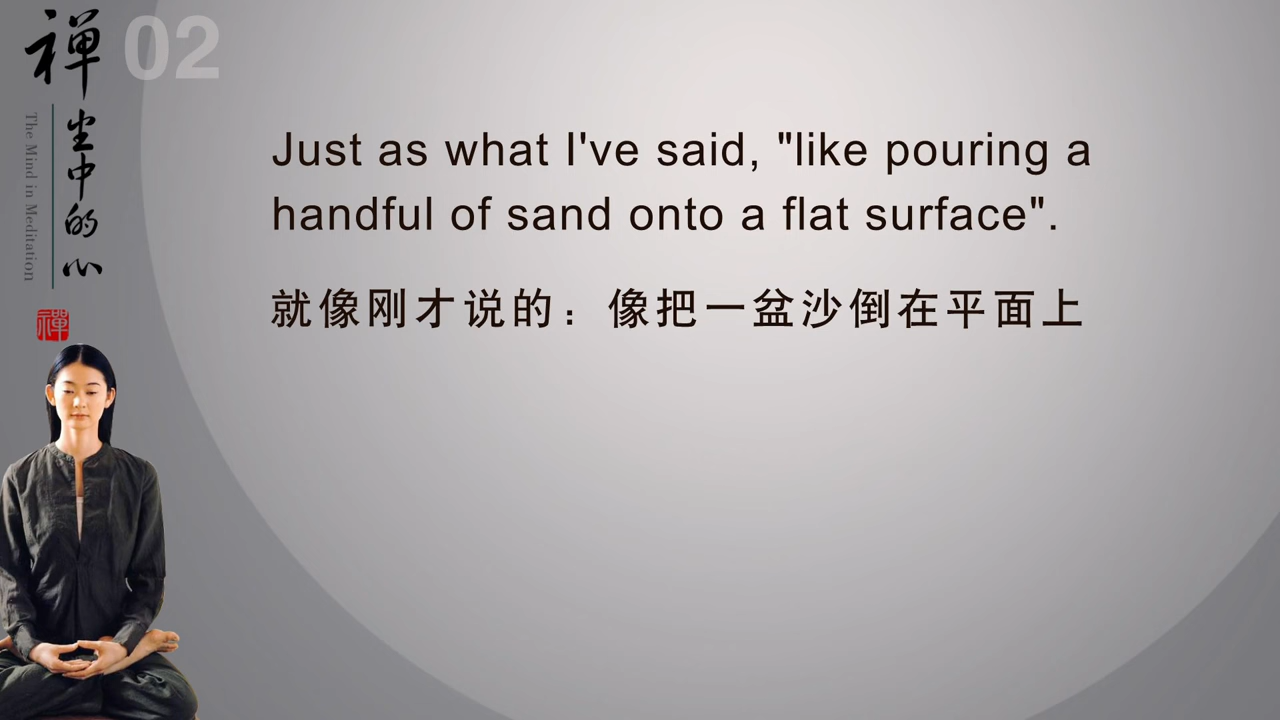 禅
02
坐中的心
The Mind in Meditation
禪
Just as what I've said, "like pouring a
handful of sand onto a flat surface".
就像刚才说的：像把一盆沙倒在平面上